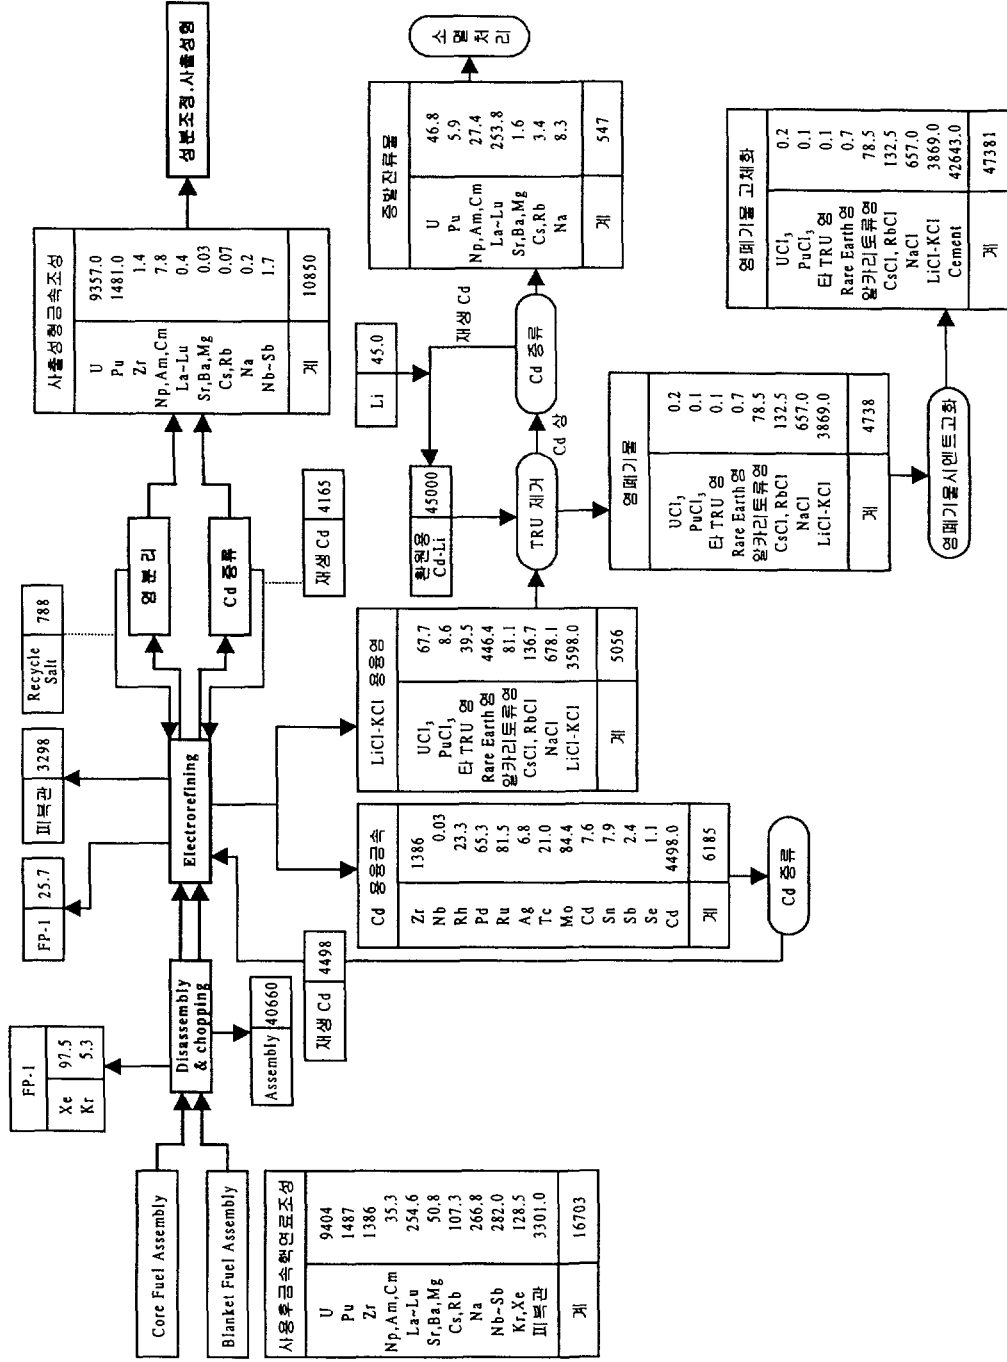 Core Fuel Assembly
Blanket Fuel Assembly
사용후금속핵연료조성
U 9404
Pu 1487
Zr 1386
Np,Am,Cm 35.3
La~Lu 254.6
Sr,Ba,Mg 50.8
Cs,Rb 107.3
Na 266.8
Nb~Sb 282.0
Kr,Xe 128.5
피복관 3301.0
계 16703
FP-1
Xe 97.5
Kr 5.3
Disassembly
& chopping
Assembly 40660
FP-1 25.7
피복관 3298
Electrorefining
재생 Cd 4498
Recycle
Salt 788
염 분 리
Cd 증류
재생 Cd 4165
사출성형금속조성
U 9357.0
Pu 1481.0
Zr 1.4
Np,Am,Cm 7.8
La~Lu 0.4
Sr,Ba,Mg 0.03
Cs,Rb 0.07
Na 0.2
Nb~Sb 1.7
계 10850
성분조정.사출성형
Cd 용융금속
Zr 1386
Nb 0.03
Rh 23.3
Pd 65.3
Ru 81.5
Ag 6.8
Tc 21.0
Mo 84.4
Cd 7.6
Sn 7.9
Sb 2.4
Se 1.1
Cd 4498.0
계 6185
Cd 증류
LiCl-KCl 용융염
UCl₃ 67.7
PuCl₃ 8.6
타 TRU 염 39.5
Rare Earth 염 446.4
알카리토류염 81.1
CsCl, RbCl 136.7
NaCl 678.1
LiCl-KCl 3598.0
계 5056
환원용
Cd-Li 45000
Li 45.0
TRU 제거
Cd 상
Cd 증류
재생 Cd
증발잔류물
U 46.8
Pu 5.9
Np,Am,Cm 27.4
La~Lu 253.8
Sr,Ba,Mg 1.6
Cs,Rb 3.4
Na 8.3
계 547
소 멸
처 리
염폐기물
UCl₃ 0.2
PuCl₃ 0.1
타 TRU 염 0.1
Rare Earth 염 0.7
알카리토류염 78.5
CsCl, RbCl 132.5
NaCl 657.0
LiCl-KCl 3869.0
계 4738
염폐기물시멘트고화
염폐기물 고체화
UCl₃ 0.2
PuCl₃ 0.1
타 TRU 염 0.1
Rare Earth 염 0.7
알카리토류염 78.5
CsCl, RbCl 132.5
NaCl 657.0
LiCl-KCl 3869.0
Cement 42643.0
계 47381